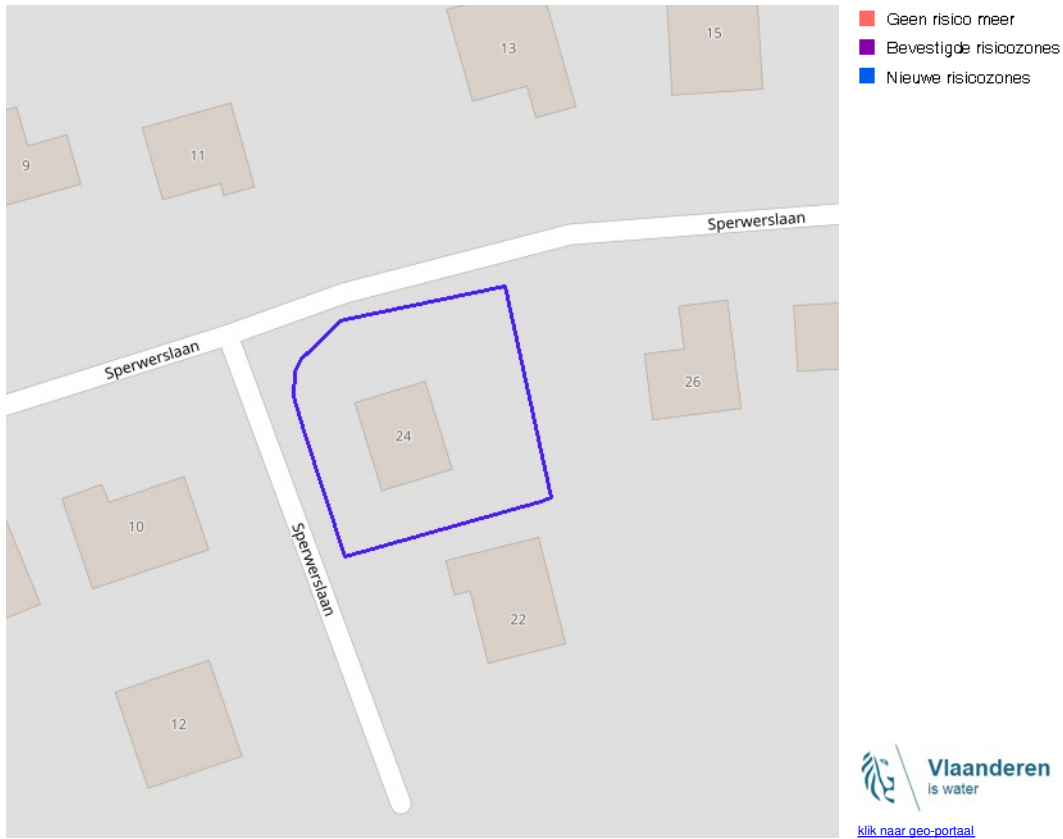 13
15
11
9
Sperwerslaan
Sperwerslaan
26
24
10
Sperwerslaan
22
12
Geen risico meer
Bevestigde risicozones
Nieuwe risicozones
Vlaanderen
is water
klik naar geo-portaal